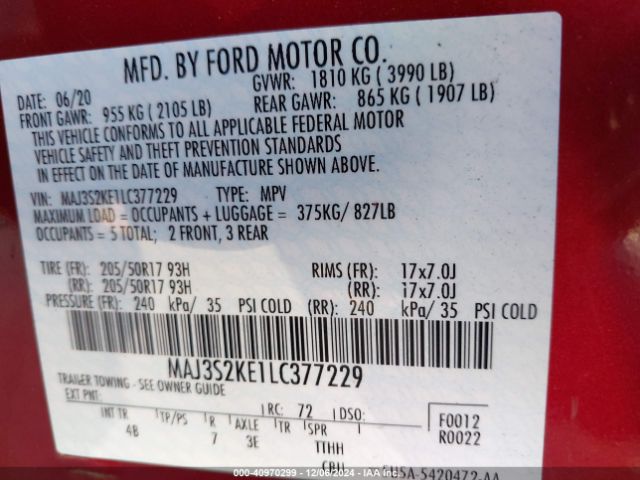 MFD. BY FORD MOTOR CO.
DATE: 06/20 GVWR: 1810 KG ( 3990 LB)
FRONT GAWR: 955 KG ( 2105 LB) REAR GAWR: 865 KG ( 1907 LB)
THIS VEHICLE CONFORMS TO ALL APPLICABLE FEDERAL MOTOR
VEHICLE SAFETY AND THEFT PREVENTION STANDARDS
IN EFFECT ON THE DATE OF MANUFACTURE SHOWN ABOVE.
VIN: MAJ3S2KE1LC377229 TYPE: MPV
MAXIMUM LOAD = OCCUPANTS + LUGGAGE = 375KG/ 827LB
OCCUPANTS = 5 TOTAL; 2 FRONT, 3 REAR
TIRE (FR): 205/50R17 93H RIMS (FR): 17x7.0J
(RR): 205/50R17 93H (RR): 17x7.0J
PRESSURE (FR): 240 kPa/ 35 PSI COLD (RR): 240 kPa/ 35 PSI COLD
MAJ3S2KE1LC377229
TRAILER TOWING - SEE OWNER GUIDE
EXT PNT: RC: 72 DSO: F0012
INT TR TP/PS R AXLE TR SPR R0022
4B 7 3E TTHH
000-40970299 - 12/06/2024 - IAAI.com